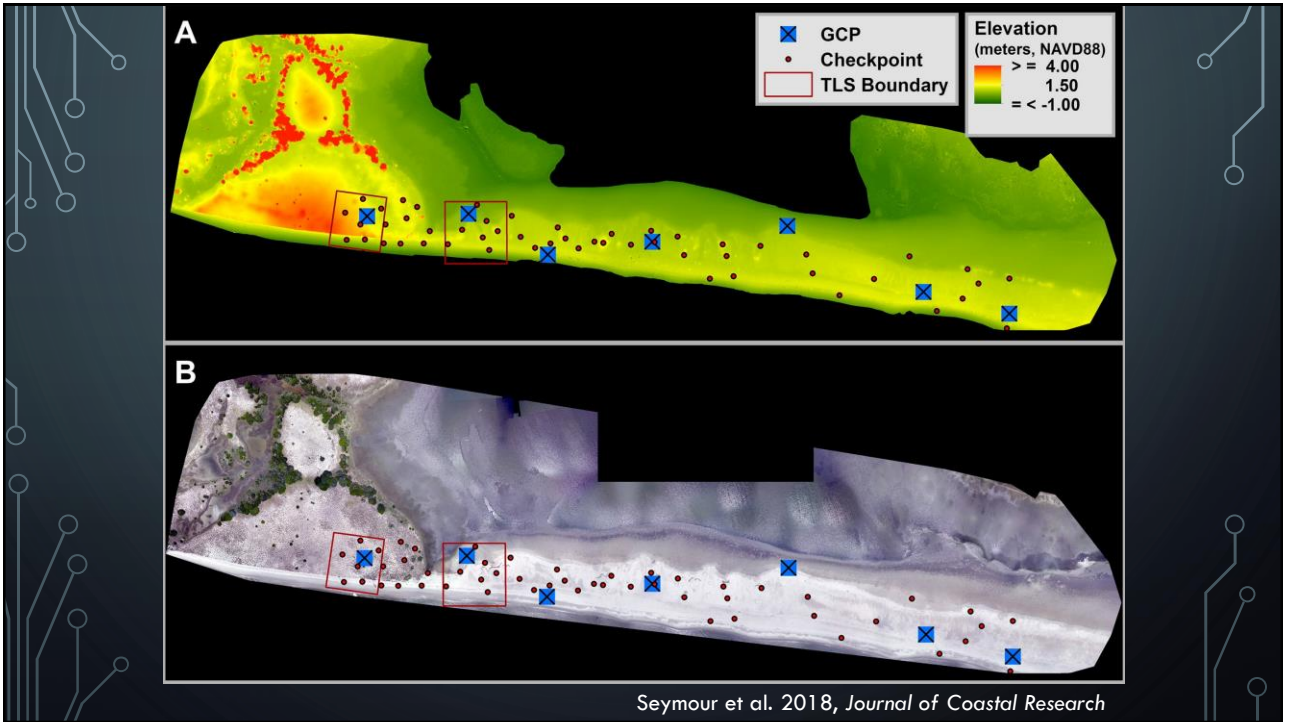 A
GCP
Checkpoint
TLS Boundary
Elevation
(meters, NAVD88)
> = 4.00
1.50
= < -1.00
B
Seymour et al. 2018, Journal of Coastal Research